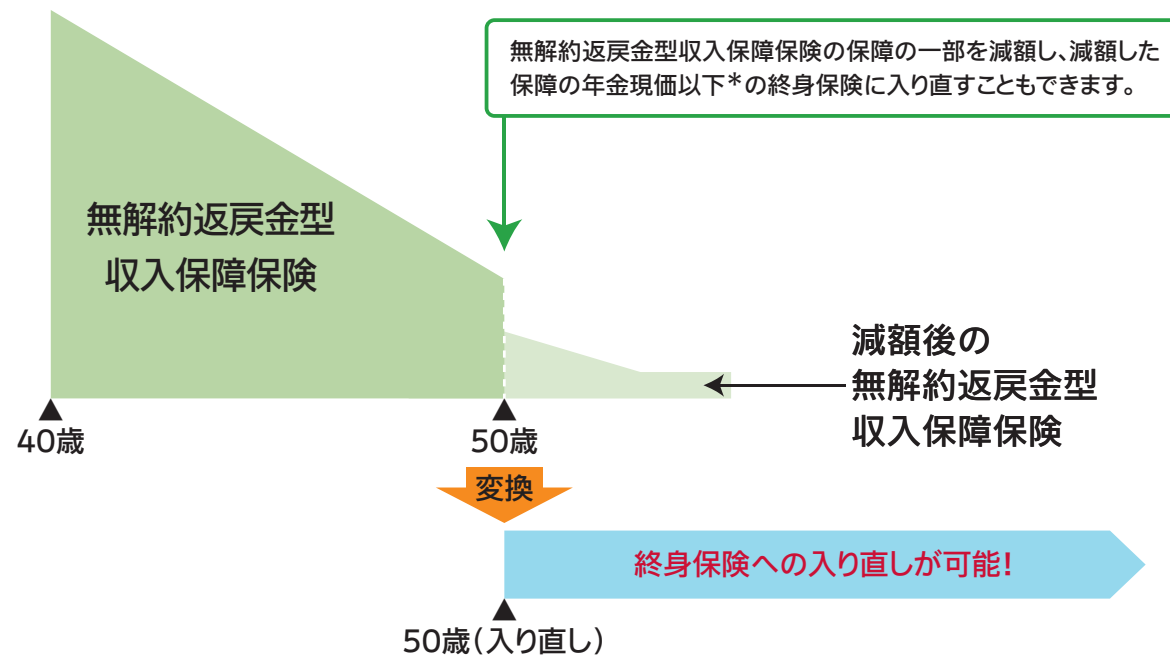 無解約返戻金型収入保障保険の保障の一部を減額し、減額した
保障の年金現価以下*の終身保険に入り直すこともできます。
無解約返戻金型
収入保障保険
減額後の
無解約返戻金型
収入保障保険
40歳
50歳
変換
終身保険への入り直しが可能!
50歳(入り直し)